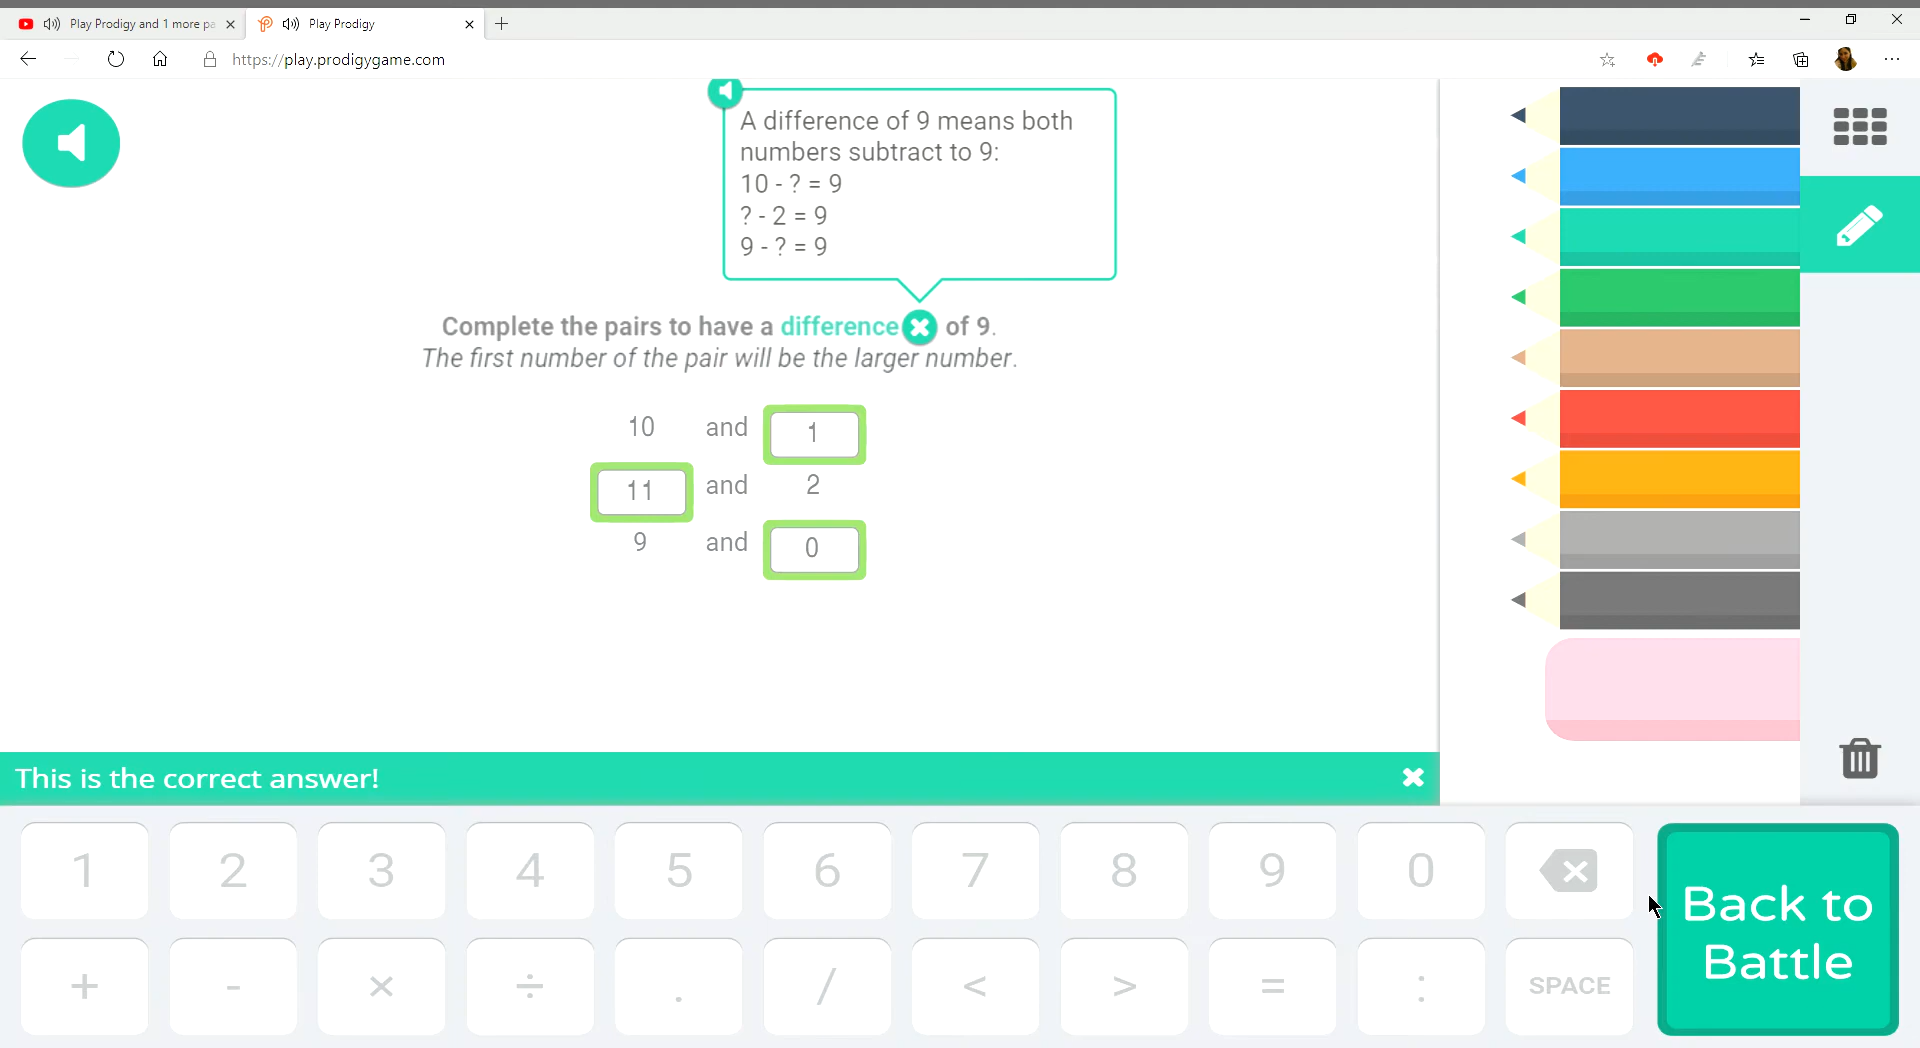 Play Prodigy and 1 more pa
Play Prodigy
https://play.prodigygame.com
A difference of 9 means both
numbers subtract to 9:
10 - ? = 9
? - 2 = 9
9 - ? = 9
Complete the pairs to have a difference of 9.
The first number of the pair will be the larger number.
10 and 1
11 and 2
9 and 0
This is the correct answer!
1 2 3 4 5 6 7 8 9 0
+ - × ÷ . / < > = : SPACE
Back to
Battle